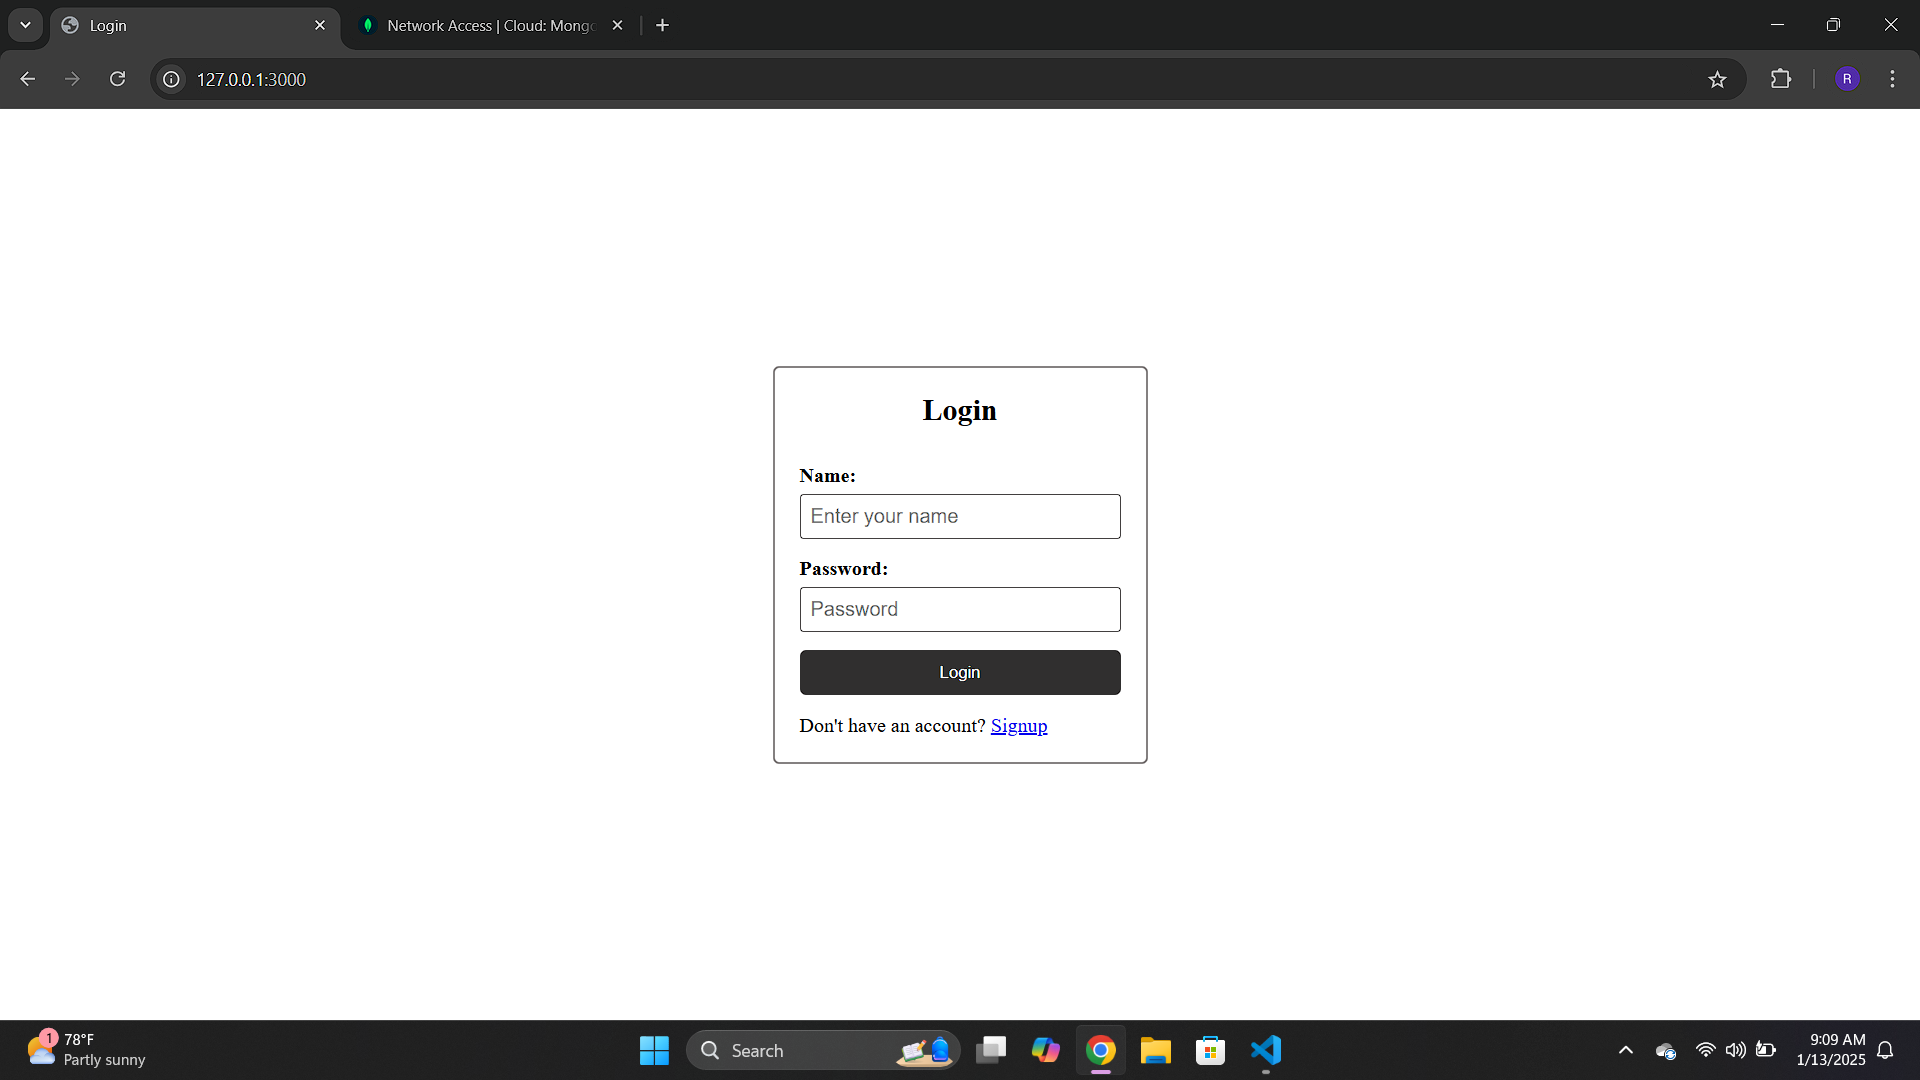 Login
Network Access | Cloud: Mong
127.0.0.1:3000
R
Login
Name:
Enter your name
Password:
Password
Login
Don't have an account? Signup
1
78°F
Partly sunny
Search
9:09 AM
1/13/2025